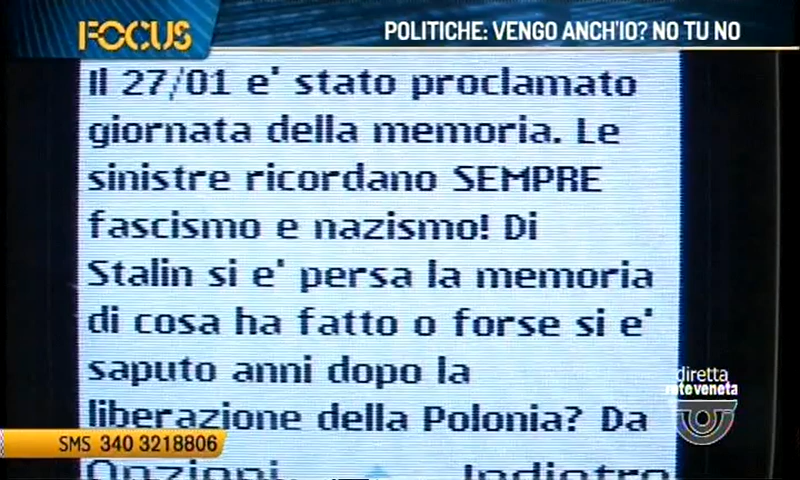 FOCUS
POLITICHE: VENGO ANCH'IO? NO TU NO
Il 27/01 e' stato proclamato
giornata della memoria. Le
sinistre ricordano SEMPRE
fascismo e nazismo! Di
Stalin si e' persa la memoria
di cosa ha fatto o forse si e'
saputo anni dopo la
liberazione della Polonia? Da
Opzioni Indietro
diretta
reteveneta
SMS 340 3218806